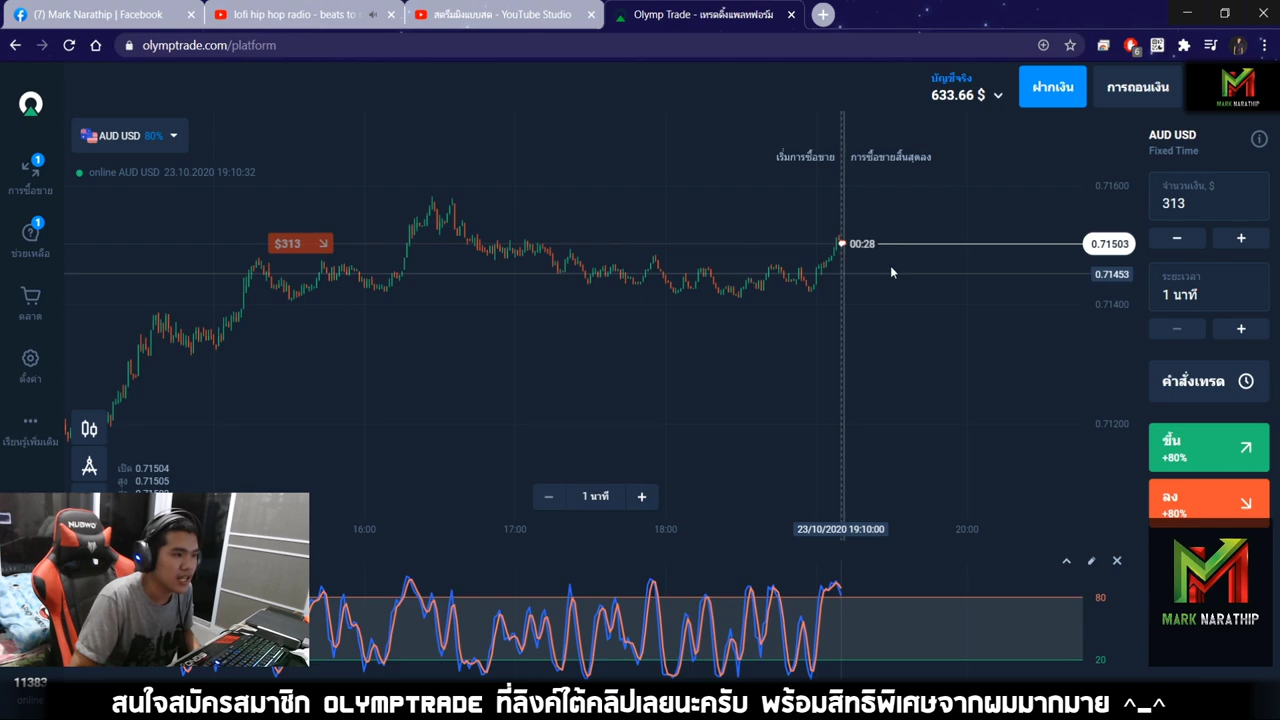 (7) Mark Narathip | Facebook
lofi hip hop radio - beats to
สตรีมมิงแบบสด - YouTube Studio
Olymp Trade - เทรดดิ้งแพลทฟอร์ม
olymptrade.com/platform
6
บัญชีจริง
633.66 $
ฝากเงิน
การถอนเงิน
MARK NARATHIP
AUD USD 80%
online AUD USD 23.10.2020 19:10:32
เริ่มการซื้อขาย
การซื้อขายสิ้นสุดลง
1
การซื้อขาย
1
ช่วยเหลือ
ตลาด
ตั้งค่า
เรียนรู้เพิ่มเติม
$313
00:28
0.71600
0.71503
0.71453
0.71400
0.71200
AUD USD
Fixed Time
จำนวนเงิน, $
313
ระยะเวลา
1 นาที
คำสั่งเทรด
ขึ้น
+80%
ลง
+80%
เปิด 0.71504
สูง 0.71505
1 นาที
16:00
17:00
18:00
23/10/2020 19:10:00
20:00
80
20
NUBWO
MARK NARATHIP
11383
online
สนใจสมัครสมาชิก OLYMPTRADE ที่ลิงค์ใต้คลิปเลยนะครับ พร้อมสิทธิพิเศษจากผมมากมาย ^_^